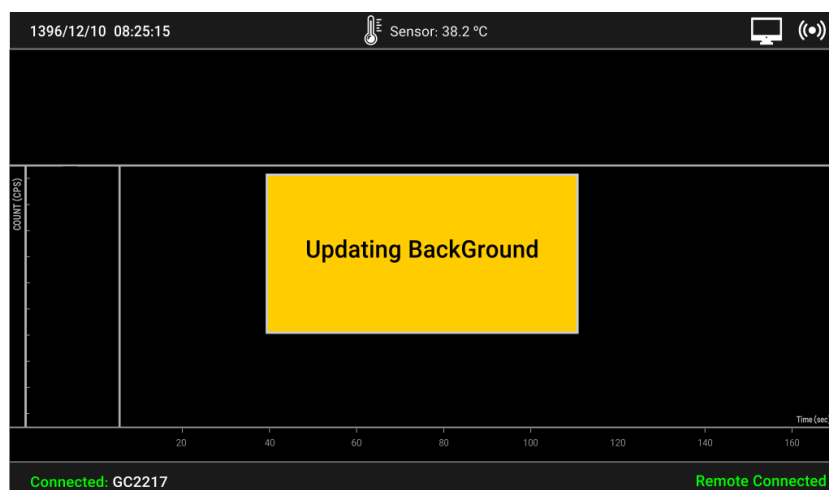 1396/12/10 08:25:15
Sensor: 38.2 ºC
COUNT (CPS)
Updating BackGround
Time (sec)
20 40 60 80 100 120 140 160
Connected: GC2217
Remote Connected